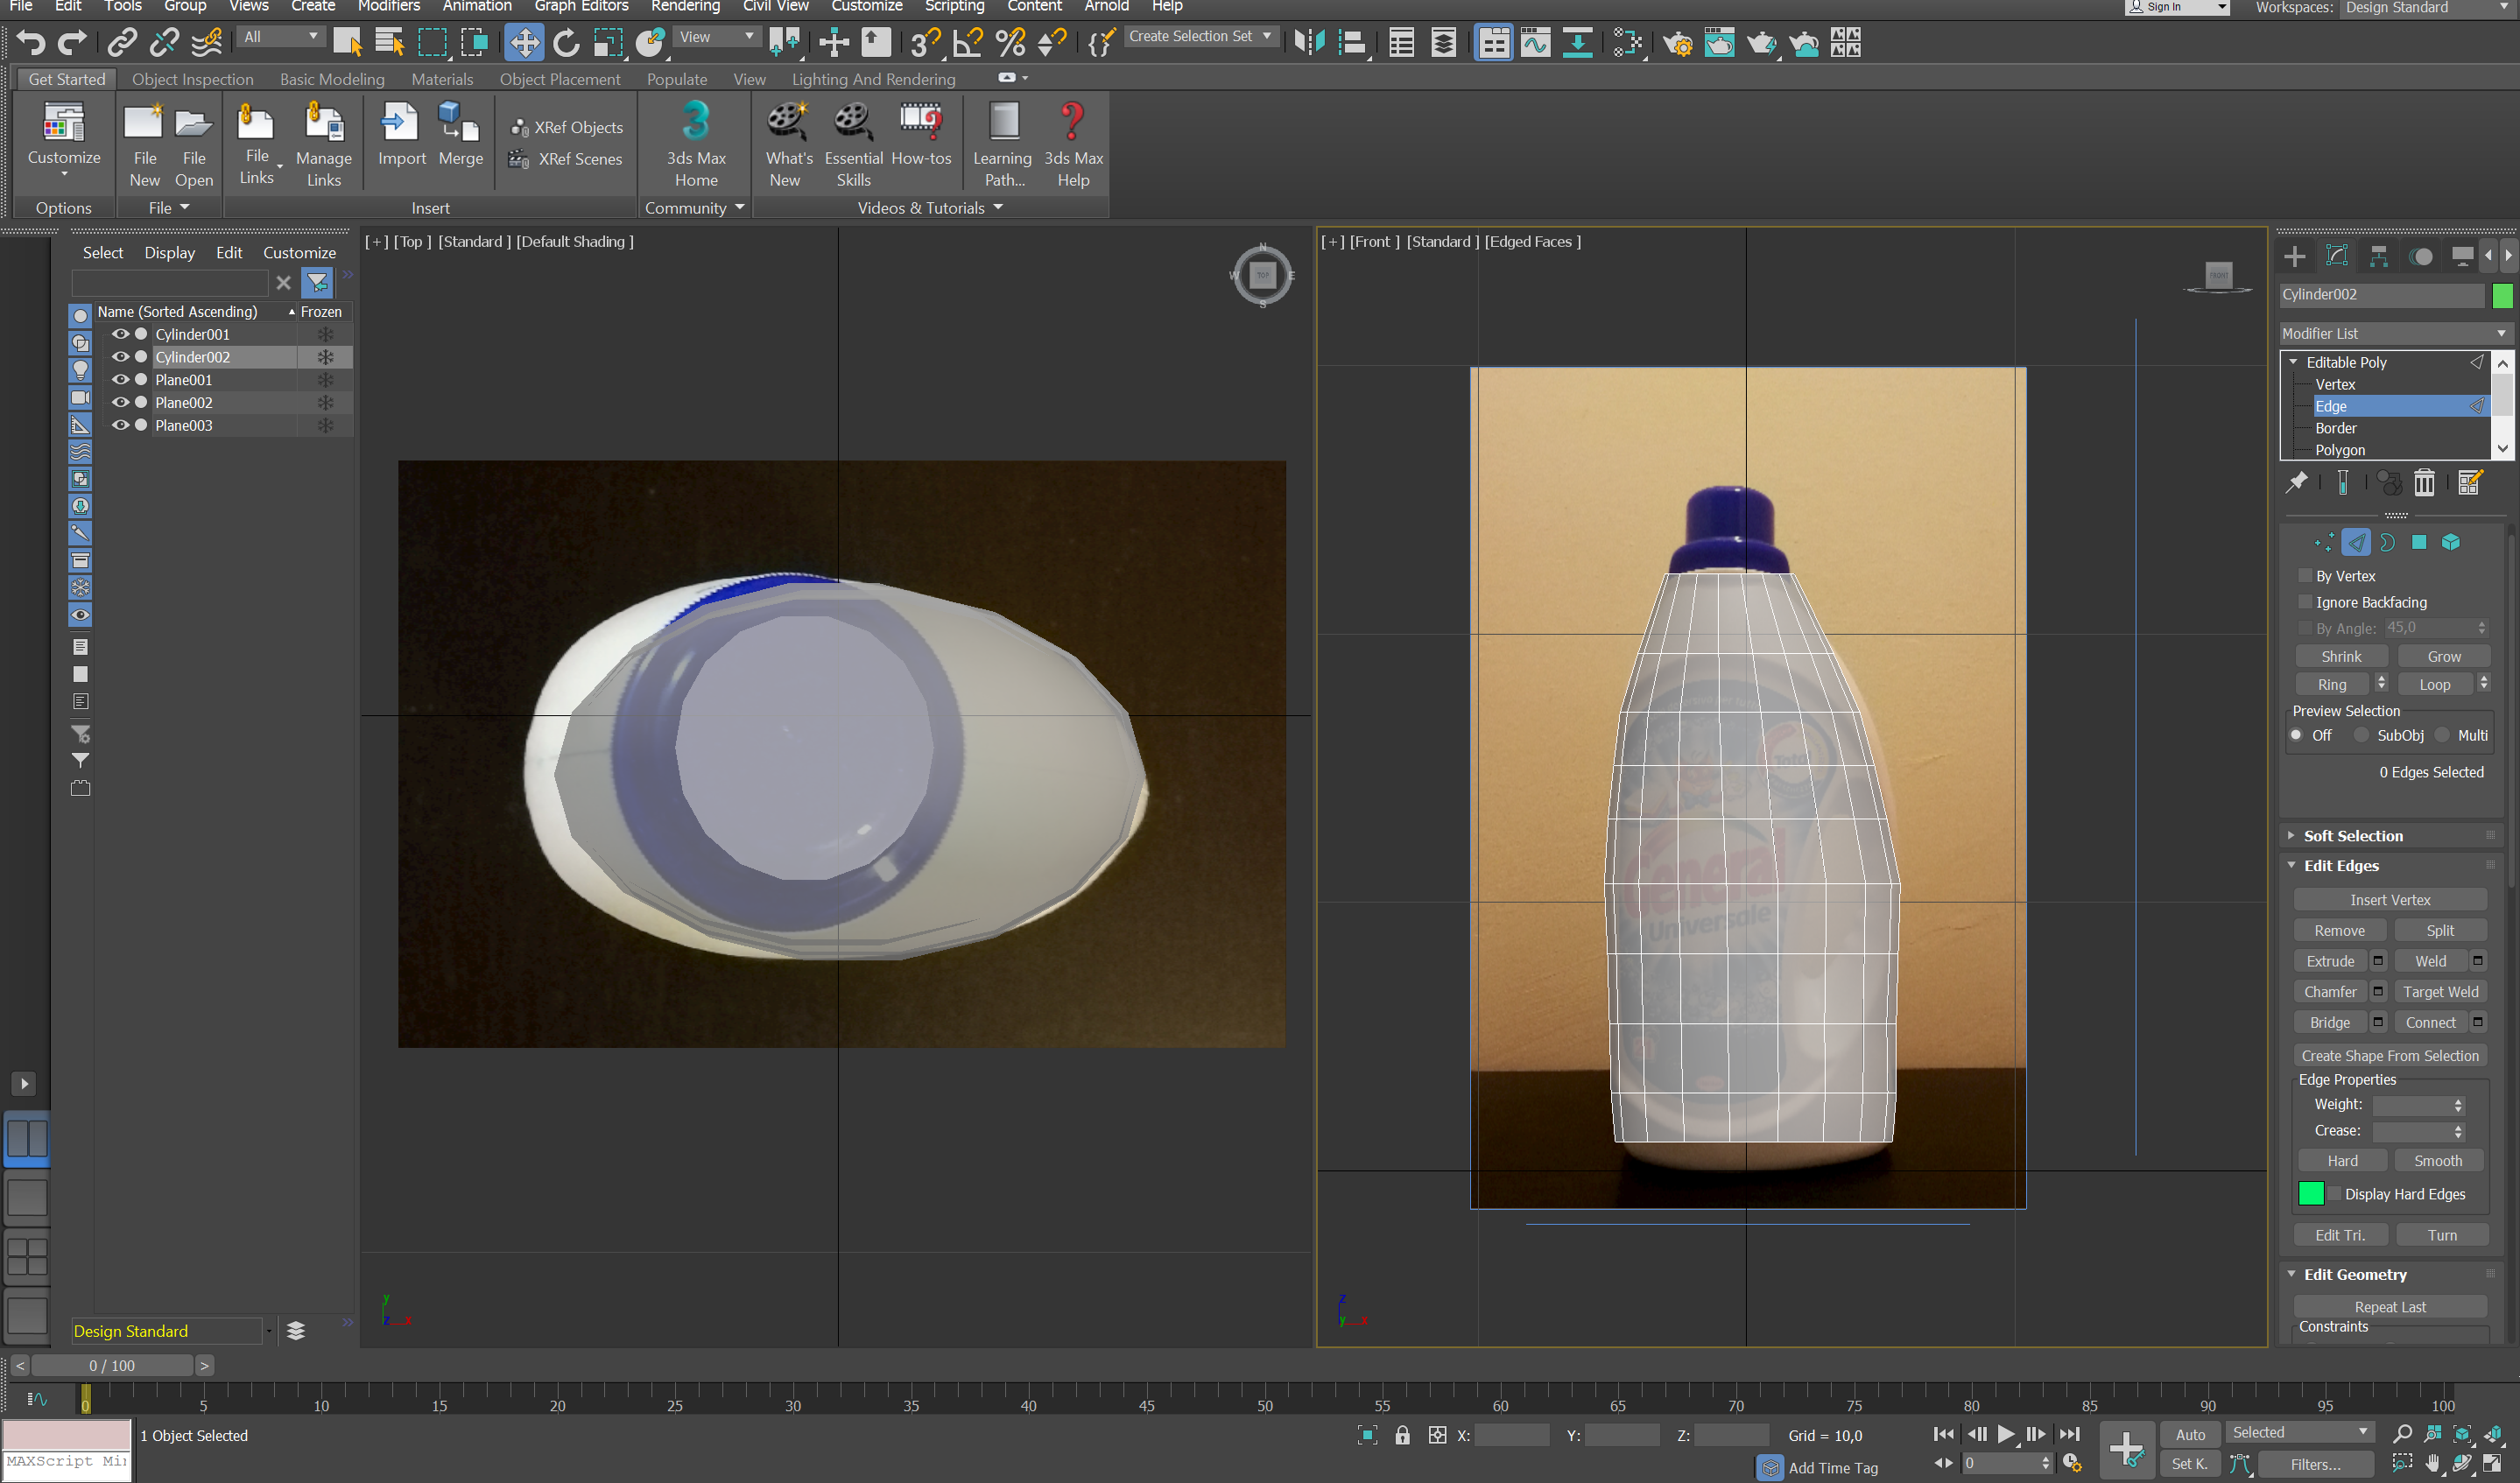 File Edit Tools Group Views Create Modifiers Animation Graph Editors Rendering Civil View Customize Scripting Content Arnold Help
Sign In
Workspaces: Design Standard
All
View
Create Selection Set
Get Started Object Inspection Basic Modeling Materials Object Placement Populate View Lighting And Rendering
Customize
File New
File Open
File Links
Manage Links
Import
Merge
XRef Objects
XRef Scenes
3ds Max Home
What's New
Essential Skills
How-tos
Learning Path...
3ds Max Help
Options
File
Insert
Community
Videos & Tutorials
Select Display Edit Customize
Name (Sorted Ascending) Frozen
Cylinder001
Cylinder002
Plane001
Plane002
Plane003
[+] [Top ] [Standard ] [Default Shading ]
N
W TOP E
S
y
z x
[+] [Front ] [Standard ] [Edged Faces ]
FRONT
Total
General
Universale
z
y x
Cylinder002
Modifier List
Editable Poly
Vertex
Edge
Border
Polygon
By Vertex
Ignore Backfacing
By Angle: 45,0
Shrink Grow
Ring Loop
Preview Selection
Off SubObj Multi
0 Edges Selected
Soft Selection
Edit Edges
Insert Vertex
Remove Split
Extrude Weld
Chamfer Target Weld
Bridge Connect
Create Shape From Selection
Edge Properties
Weight:
Crease:
Hard Smooth
Display Hard Edges
Edit Tri. Turn
Edit Geometry
Repeat Last
Constraints
Design Standard
< 0 / 100 >
0 5 10 15 20 25 30 35 40 45 50 55 60 65 70 75 80 85 90 95 100
1 Object Selected
X: Y: Z: Grid = 10,0
Auto Selected
MAXScript Mi
Add Time Tag
0
Set K. Filters...